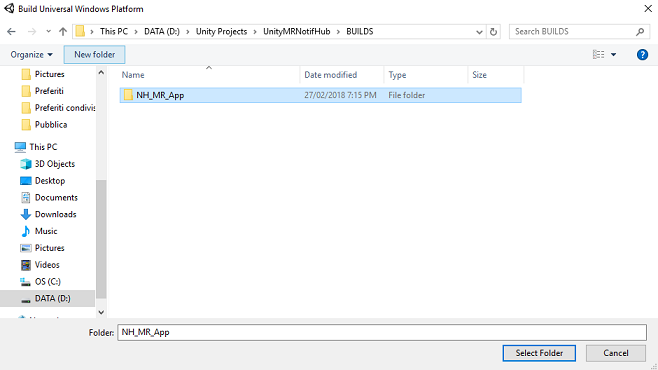 Build Universal Windows Platform
This PC > DATA (D:) > Unity Projects > UnityMRNotifHub > BUILDS
Search BUILDS
Organize
New folder
?
Name
Date modified
Type
Size
Pictures
Preferiti
Preferiti condivis
Pubblica
This PC
3D Objects
Desktop
Documents
Downloads
Music
Pictures
Videos
OS (C:)
DATA (D:)
NH_MR_App
27/02/2018 7:15 PM
File folder
Folder:
NH_MR_App
Select Folder
Cancel